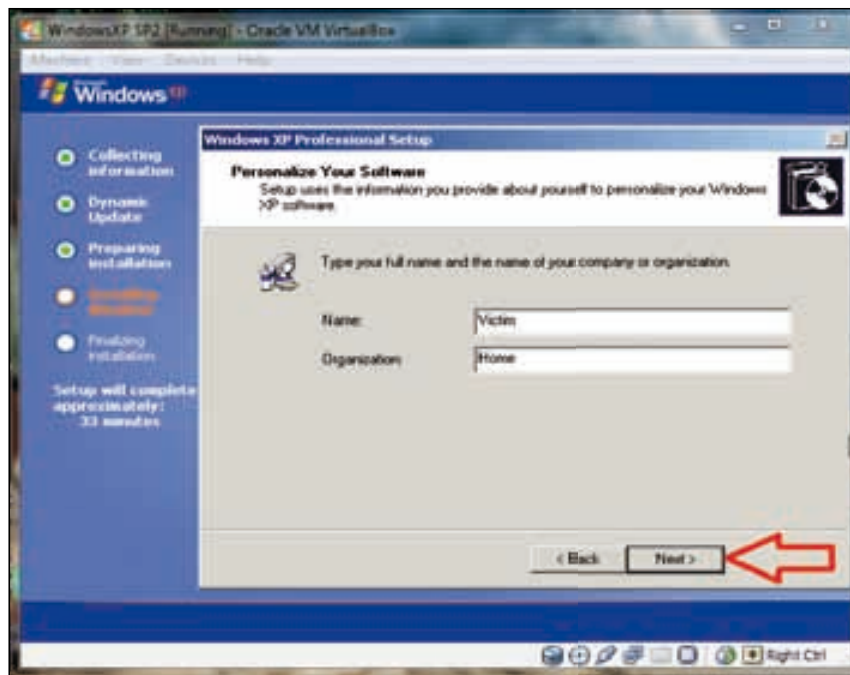 WindowsXP SP2 [Running] - Oracle VM VirtualBox
Machine View Devices Help
Microsoft
Windows xp
Collecting
information
Dynamic
Update
Preparing
installation
Installing
Windows
Finalizing
installation
Setup will complete
approximately:
33 minutes
Windows XP Professional Setup
Personalize Your Software
Setup uses the information you provide about yourself to personalize your Windows
XP software.
Type your full name and the name of your company or organization.
Name:
Victim
Organization:
Home
< Back
Next >
Right Ctrl